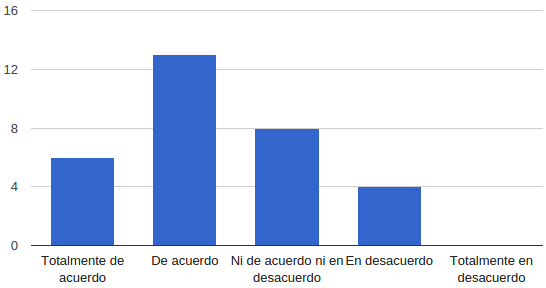 16
12
8
4
0
Totalmente de acuerdo
De acuerdo
Ni de acuerdo ni en desacuerdo
En desacuerdo
Totalmente en desacuerdo